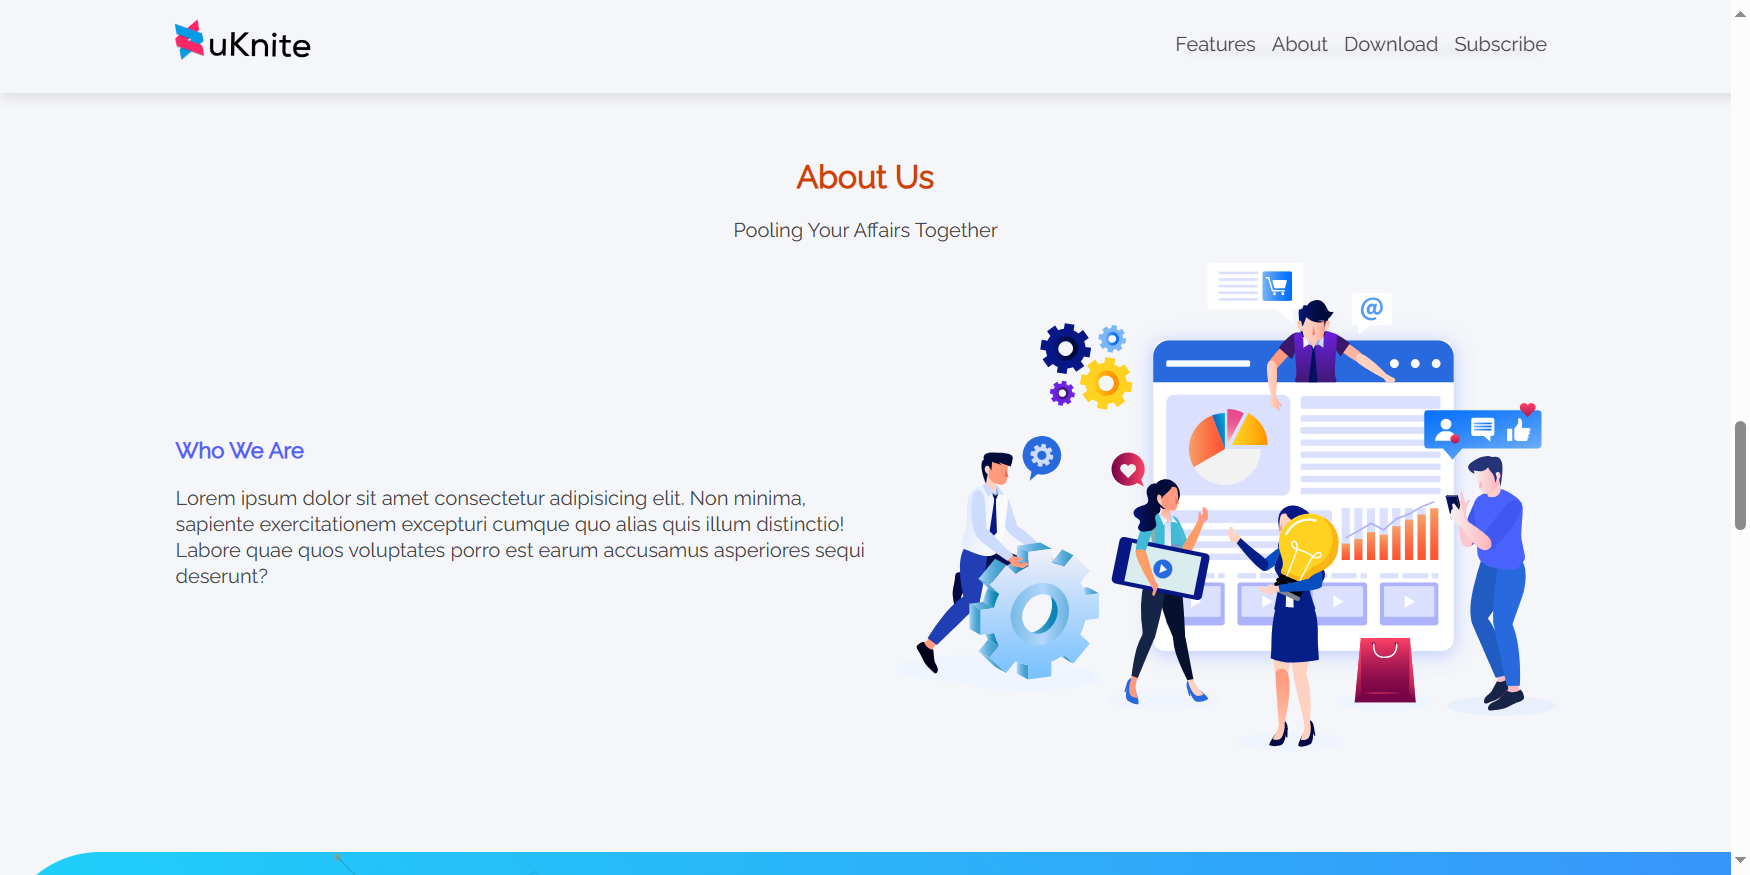 uKnite
Features About Download Subscribe
About Us
Pooling Your Affairs Together
@
Who We Are
Lorem ipsum dolor sit amet consectetur adipisicing elit. Non minima,
sapiente exercitationem excepturi cumque quo alias quis illum distinctio!
Labore quae quos voluptates porro est earum accusamus asperiores sequi
deserunt?